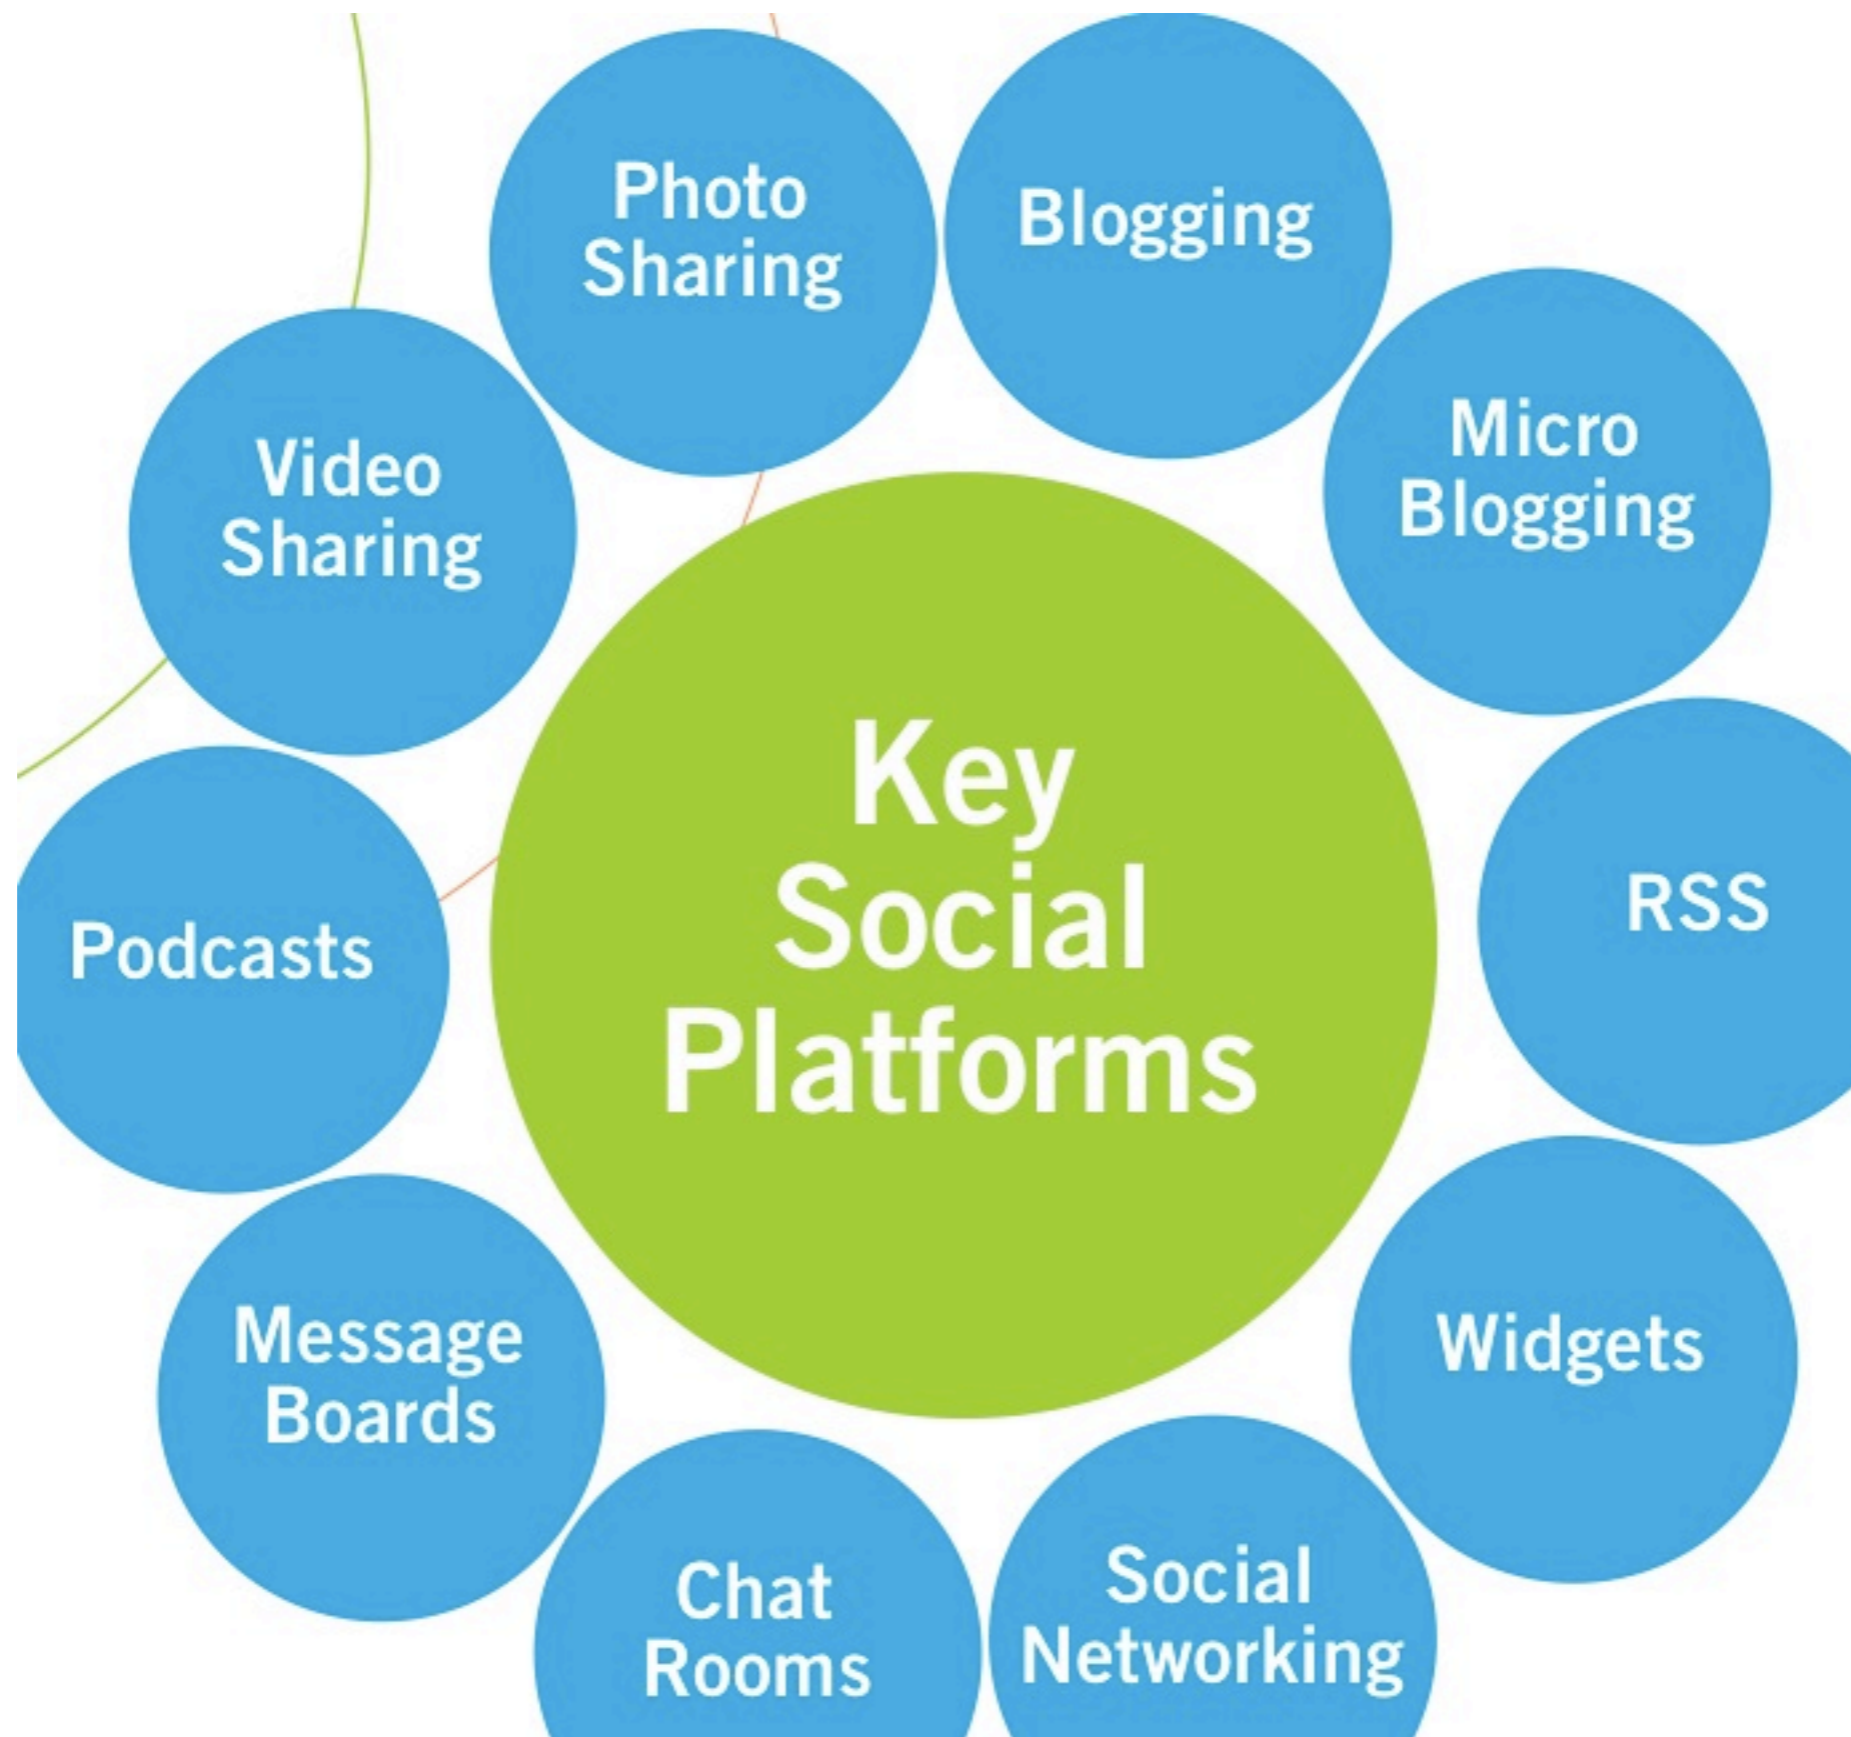 Photo
Sharing
Blogging
Micro
Blogging
Video
Sharing
Key
Social
Platforms
RSS
Podcasts
Widgets
Message
Boards
Chat
Rooms
Social
Networking